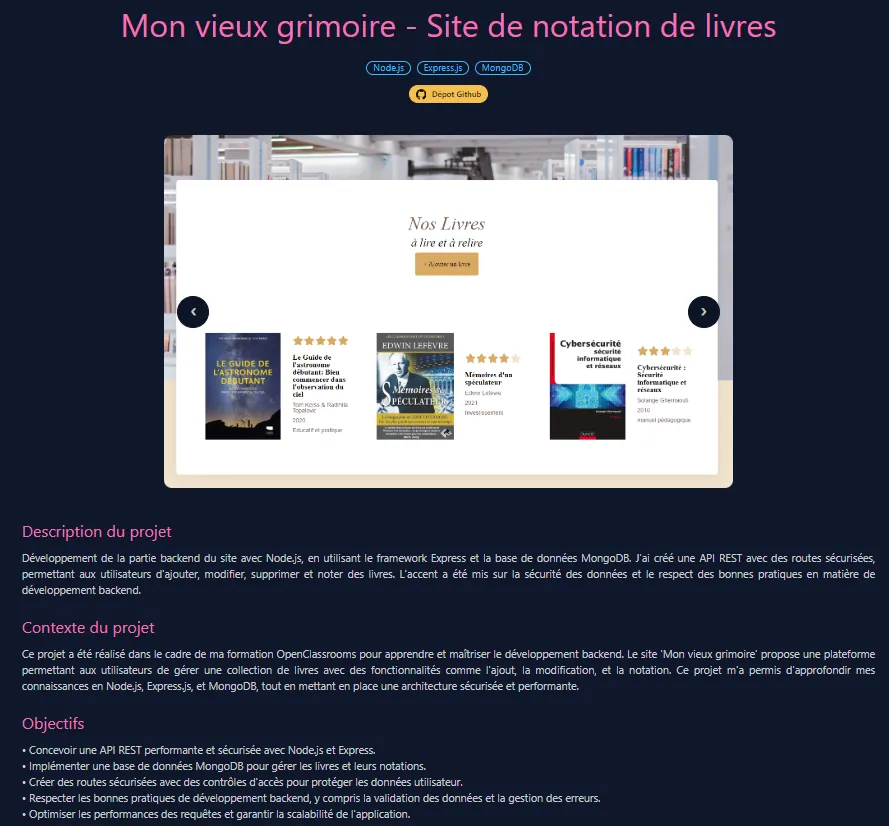 Mon vieux grimoire - Site de notation de livres
Node.js Express.js MongoDB
Dépot Github
Nos Livres
à lire et à relire
+ Ajouter un livre
LE GUIDE DE
L'ASTRONOME
DÉBUTANT
Le Guide de
l'astronome
débutant: Bien
commencer dans
l'observation du
ciel
Tom Kerss & Radmila
Topalovic
2020
Educatif et pratique
EDWIN LEFÈVRE
Mémoires
SPÉCULATEUR
Mémoires d'un
spéculateur
Edwin Lefevre
2021
Investissement
Cybersécurité
sécurité
informatique
et réseaux
DUNOD
Cybersécurité :
Sécurité
informatique et
réseaux
Solange Ghernaouti
2016
manuel pédagogique
Description du projet
Développement de la partie backend du site avec Node.js, en utilisant le framework Express et la base de données MongoDB. J'ai créé une API REST avec des routes sécurisées,
permettant aux utilisateurs d'ajouter, modifier, supprimer et noter des livres. L'accent a été mis sur la sécurité des données et le respect des bonnes pratiques en matière de
développement backend.
Contexte du projet
Ce projet a été réalisé dans le cadre de ma formation OpenClassrooms pour apprendre et maîtriser le développement backend. Le site 'Mon vieux grimoire' propose une plateforme
permettant aux utilisateurs de gérer une collection de livres avec des fonctionnalités comme l'ajout, la modification, et la notation. Ce projet m'a permis d'approfondir mes
connaissances en Node.js, Express.js, et MongoDB, tout en mettant en place une architecture sécurisée et performante.
Objectifs
• Concevoir une API REST performante et sécurisée avec Node.js et Express.
• Implémenter une base de données MongoDB pour gérer les livres et leurs notations.
• Créer des routes sécurisées avec des contrôles d'accès pour protéger les données utilisateur.
• Respecter les bonnes pratiques de développement backend, y compris la validation des données et la gestion des erreurs.
• Optimiser les performances des requêtes et garantir la scalabilité de l'application.